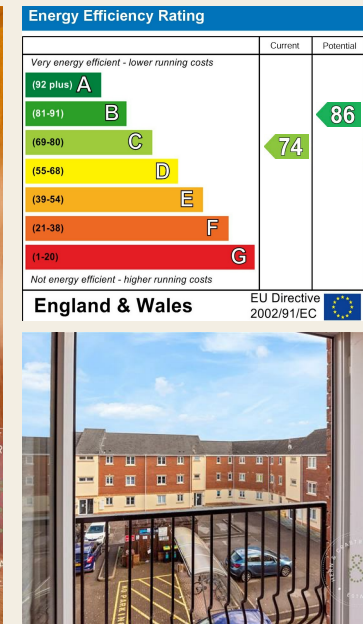 Energy Efficiency Rating
Current Potential
Very energy efficient - lower running costs
(92 plus) A
(81-91) B 86
(69-80) C 74
(55-68) D
(39-54) E
(21-38) F
(1-20) G
Not energy efficient - higher running costs
England & Wales
EU Directive
2002/91/EC